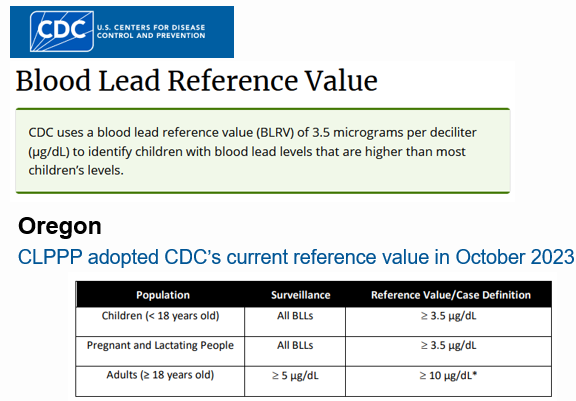 CDC
U.S. CENTERS FOR DISEASE
CONTROL AND PREVENTION
Blood Lead Reference Value
CDC uses a blood lead reference value (BLRV) of 3.5 micrograms per deciliter
(µg/dL) to identify children with blood lead levels that are higher than most
children’s levels.
Oregon
CLPPP adopted CDC’s current reference value in October 2023
Population Surveillance Reference Value/Case Definition
Children (< 18 years old) All BLLs ≥ 3.5 µg/dL
Pregnant and Lactating People All BLLs ≥ 3.5 µg/dL
Adults (≥ 18 years old) ≥ 5 µg/dL ≥ 10 µg/dL*